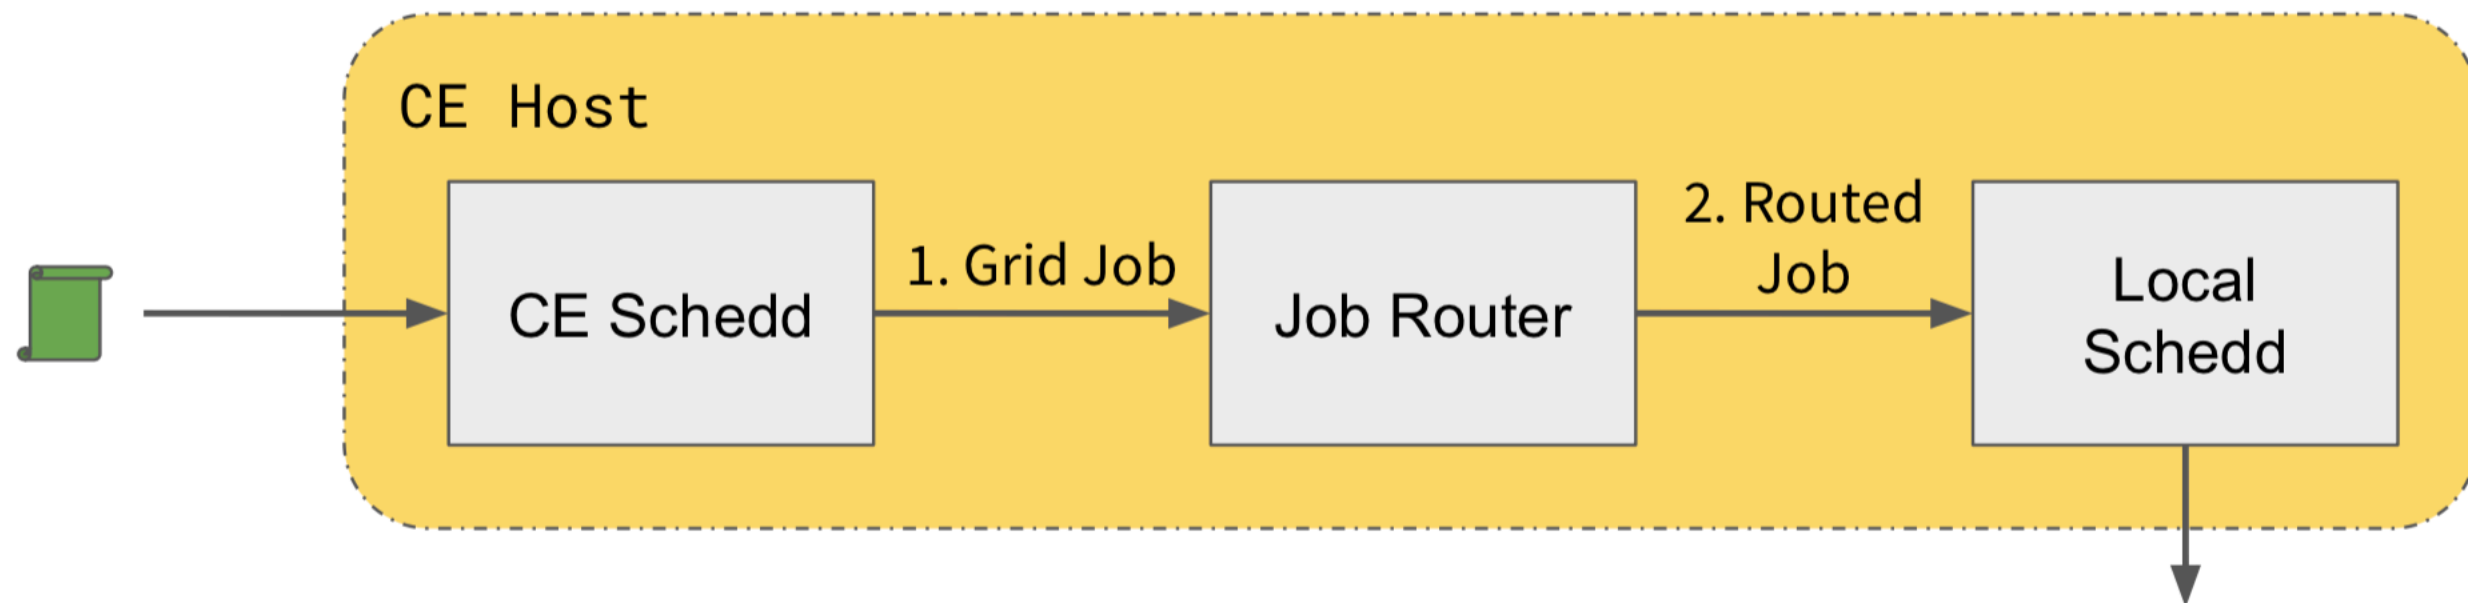 CE Host
CE Schedd
1. Grid Job
Job Router
2. Routed
Job
Local
Schedd